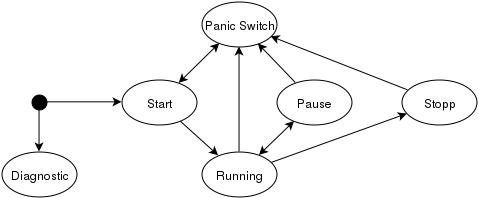 Panic Switch
Start
Pause
Stopp
Diagnostic
Running